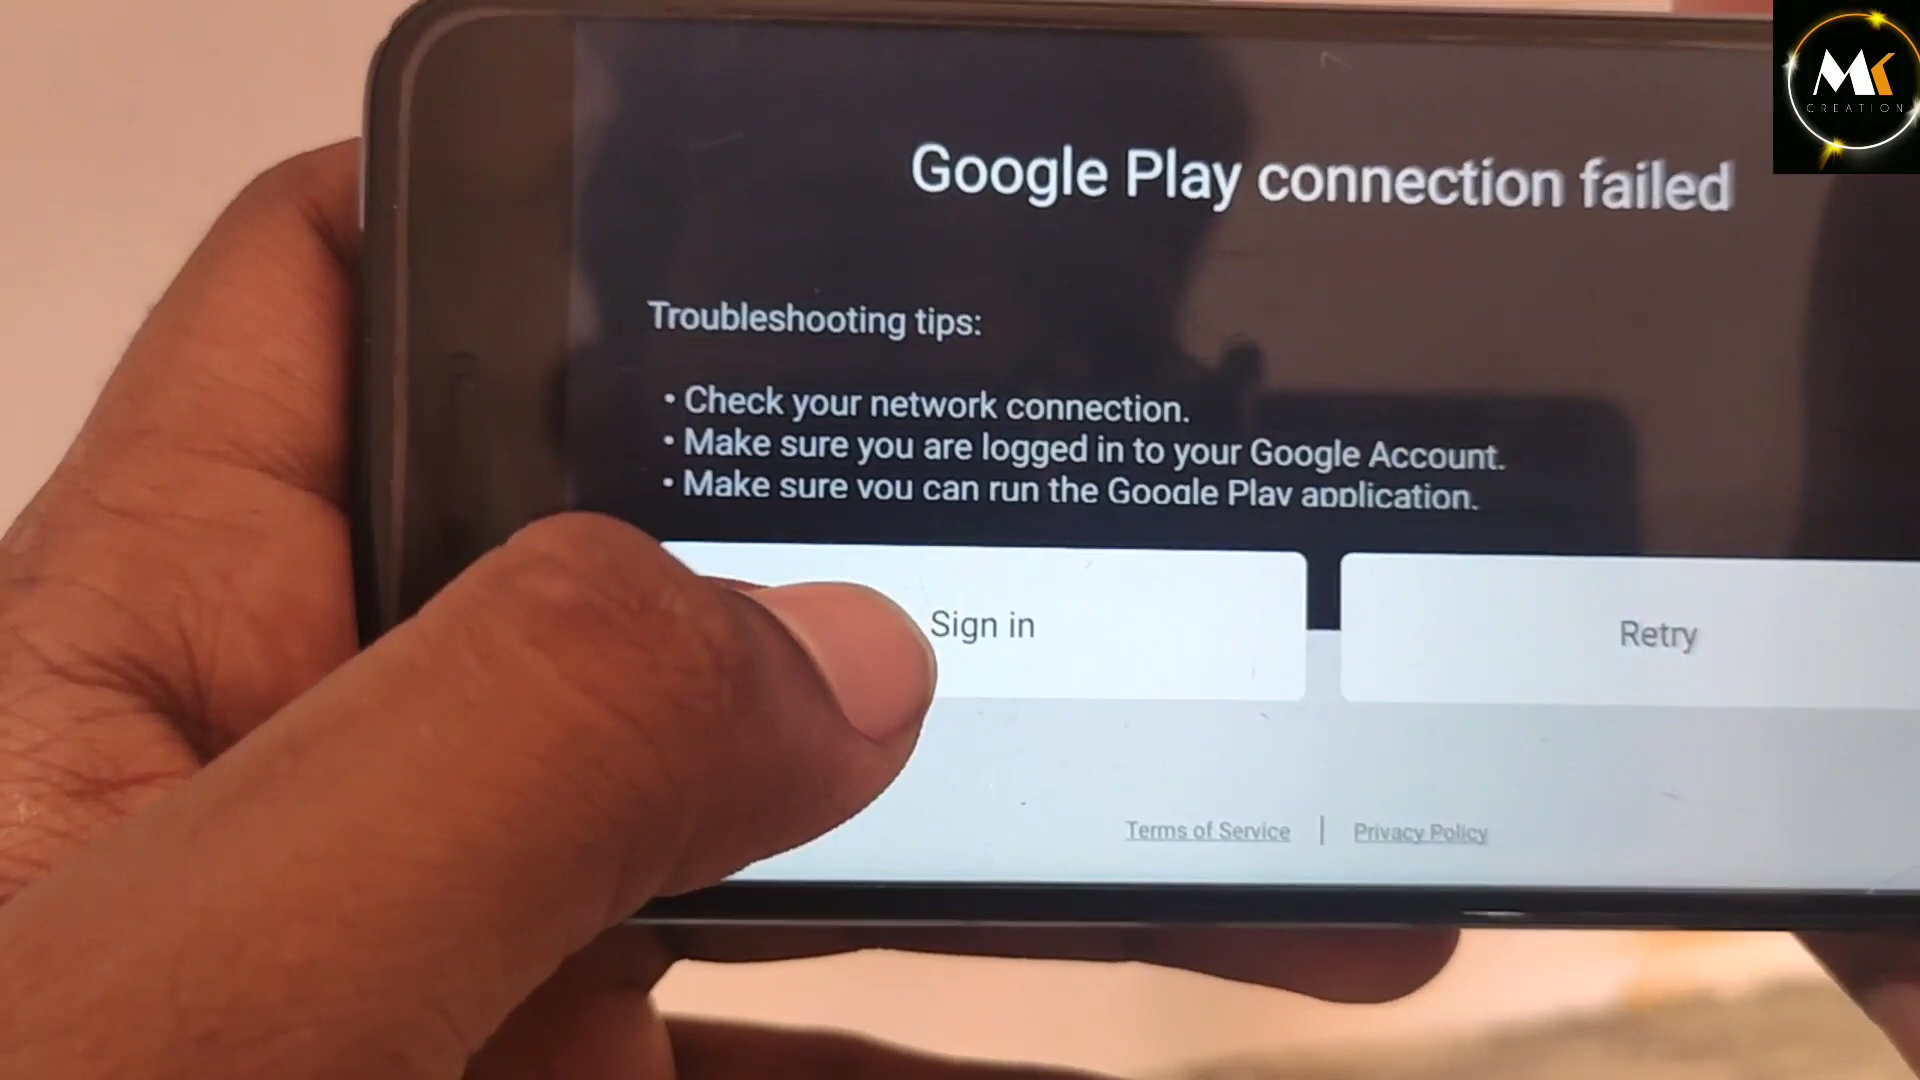 MK
CREATION
Google Play connection failed
Troubleshooting tips:
• Check your network connection.
• Make sure you are logged in to your Google Account.
• Make sure you can run the Google Play application.
Sign in
Retry
Terms of Service | Privacy Policy